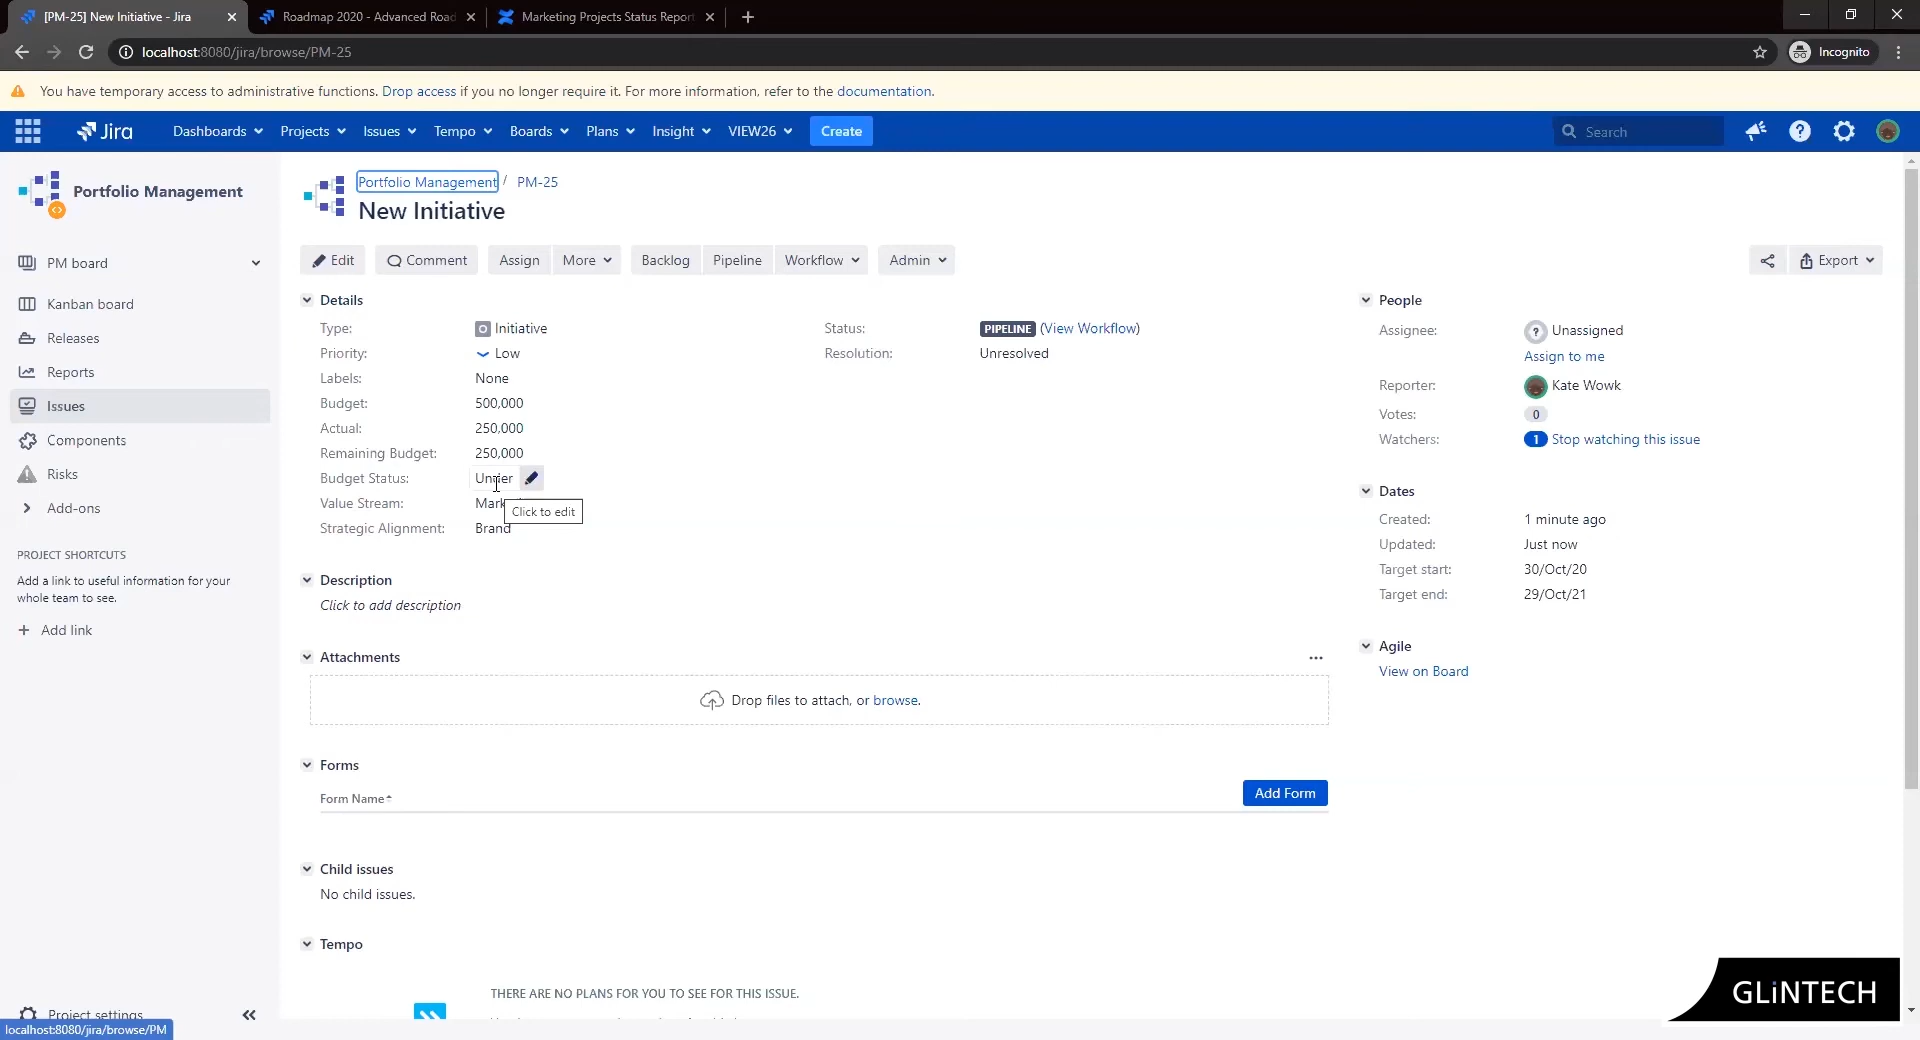 [PM-25] New Initiative - Jira
Roadmap 2020 - Advanced Road
Marketing Projects Status Report
localhost:8080/jira/browse/PM-25
Incognito
You have temporary access to administrative functions. Drop access if you no longer require it. For more information, refer to the documentation.
Jira
Dashboards
Projects
Issues
Tempo
Boards
Plans
Insight
VIEW26
Create
Search
Portfolio Management
PM board
Kanban board
Releases
Reports
Issues
Components
Risks
Add-ons
PROJECT SHORTCUTS
Add a link to useful information for your
whole team to see.
+ Add link
Project settings
localhost:8080/jira/browse/PM
Portfolio Management / PM-25
New Initiative
Edit
Comment
Assign
More
Backlog
Pipeline
Workflow
Admin
Export
Details
Type: Initiative
Priority: Low
Labels: None
Budget: 500,000
Actual: 250,000
Remaining Budget: 250,000
Budget Status: Under
Value Stream:
Click to edit
Strategic Alignment: Brand
Status: PIPELINE (View Workflow)
Resolution: Unresolved
Description
Click to add description
Attachments
Drop files to attach, or browse.
Forms
Form Name
Add Form
Child issues
No child issues.
Tempo
THERE ARE NO PLANS FOR YOU TO SEE FOR THIS ISSUE.
People
Assignee: Unassigned
Assign to me
Reporter: Kate Wowk
Votes: 0
Watchers: 1 Stop watching this issue
Dates
Created: 1 minute ago
Updated: Just now
Target start: 30/Oct/20
Target end: 29/Oct/21
Agile
View on Board
GLiNTECH